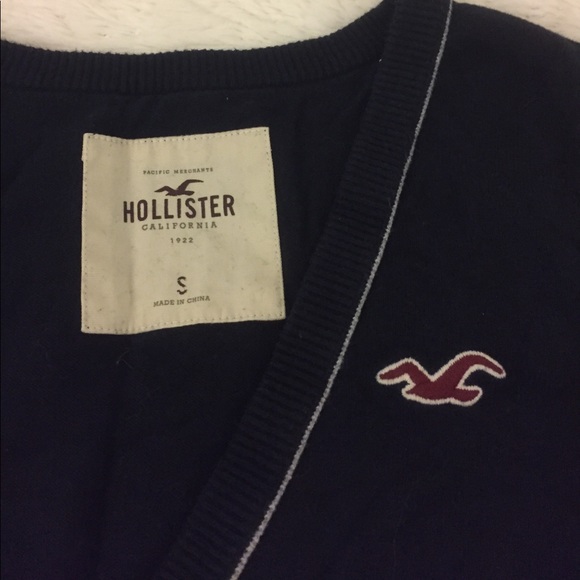 PACIFIC MERCHANTS
HOLLISTER
CALIFORNIA
1922
S
MADE IN CHINA